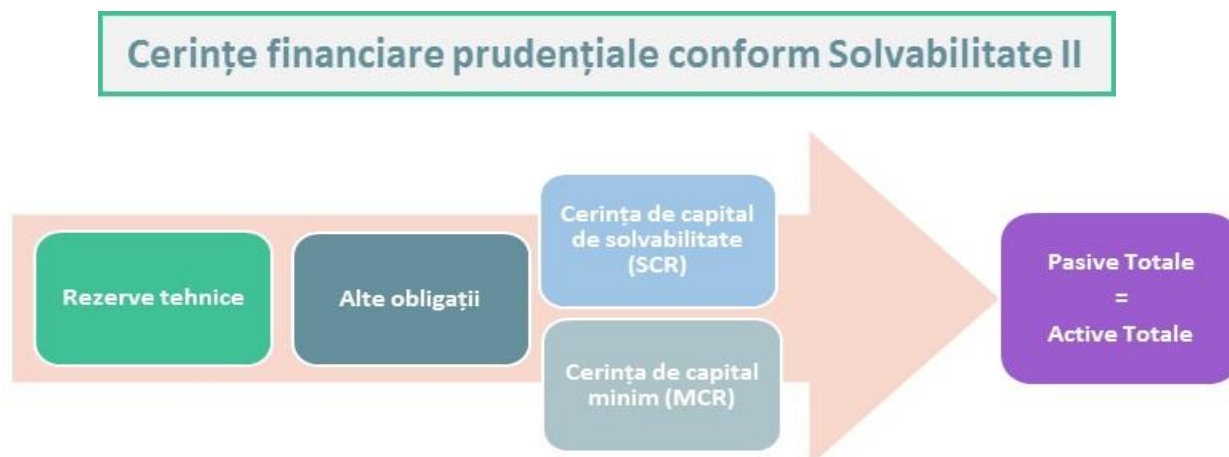 Cerințe financiare prudențiale conform Solvabilitate II
Rezerve tehnice
Alte obligații
Cerința de capital
de solvabilitate
(SCR)
Cerința de capital
minim (MCR)
Pasive Totale
=
Active Totale